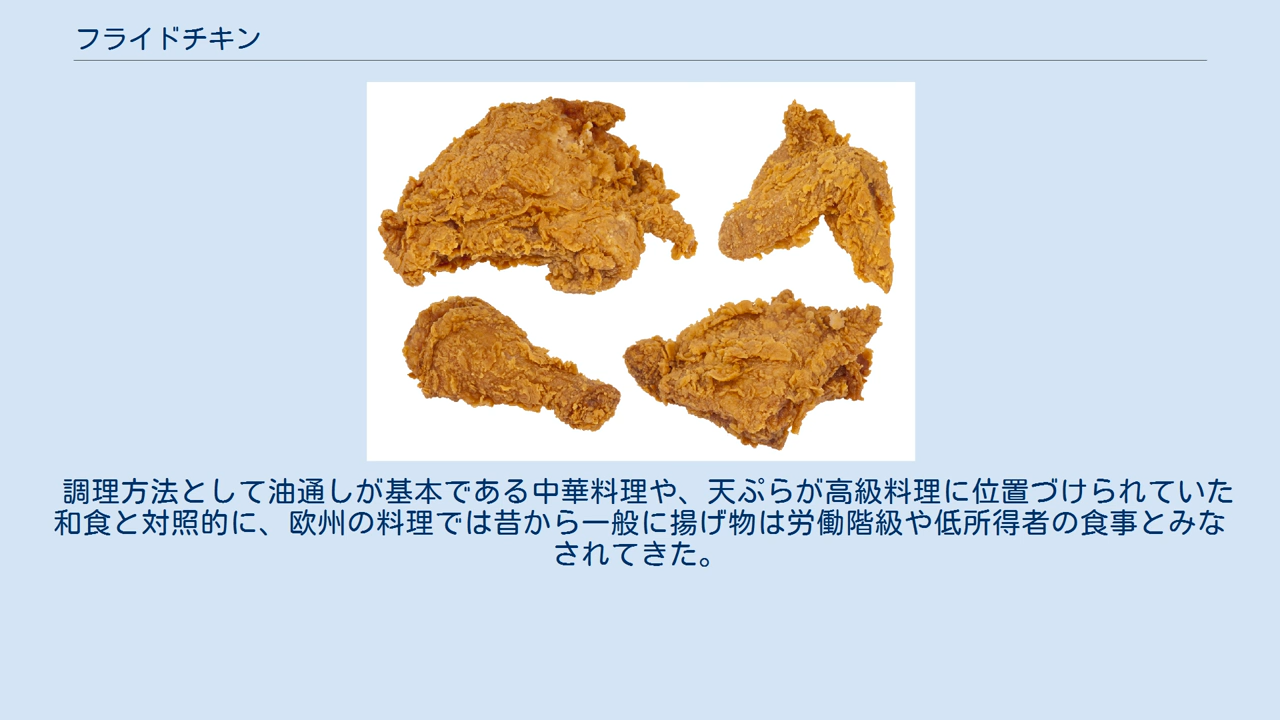 フライドチキン
調理方法として油通しが基本である中華料理や、天ぷらが高級料理に位置づけられていた
和食と対照的に、欧州の料理では昔から一般に揚げ物は労働階級や低所得者の食事とみな
されてきた。